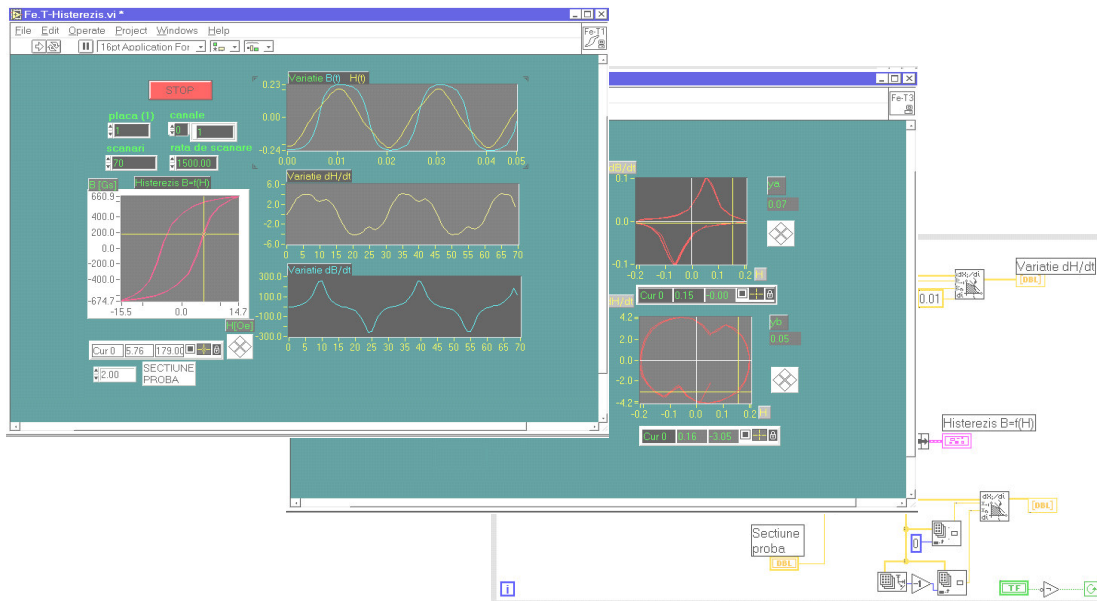 Fe.T-Histerezis.vi *
File Edit Operate Project Windows Help
16pt Application For
Fe-T1
STOP
placa (1)
1
canale
0
1
scanari
70
rata de scanare
1500.00
B [Gs]
Histerezis B=f(H)
660.9
400.0
200.0
0.0
-200.0
-400.0
-674.7
-15.5 0.0 14.7
H[Oe]
Cur 0 5.76 179.00
2.00
SECTIUNE
PROBA
Variatie B(t) H(t)
0.23
0.00
-0.24
0.00 0.01 0.02 0.03 0.04 0.05
Variatie dH/dt
6.0
2.0
-2.0
-6.0
0 5 10 15 20 25 30 35 40 45 50 55 60 65 70
Variatie dB/dt
300.0
100.0
-100.0
-300.0
0 5 10 15 20 25 30 35 40 45 50 55 60 65 70
Fe-T3
dB/dt
0.1
0.0
-0.1
-0.2 -0.1 0.0 0.1 0.2 H
Cur 0 0.15 -0.00
ya
0.07
dH/dt
4.2
2.0
0.0
-2.0
-4.2
-0.2 -0.1 0.0 0.1 0.2 H
Cur 0 0.16 -3.05
yb
0.05
Variatie dH/dt
DBL
0.01
Histerezis B=f(H)
DBL
Sectiune
proba
DBL
0
-1
TF
i